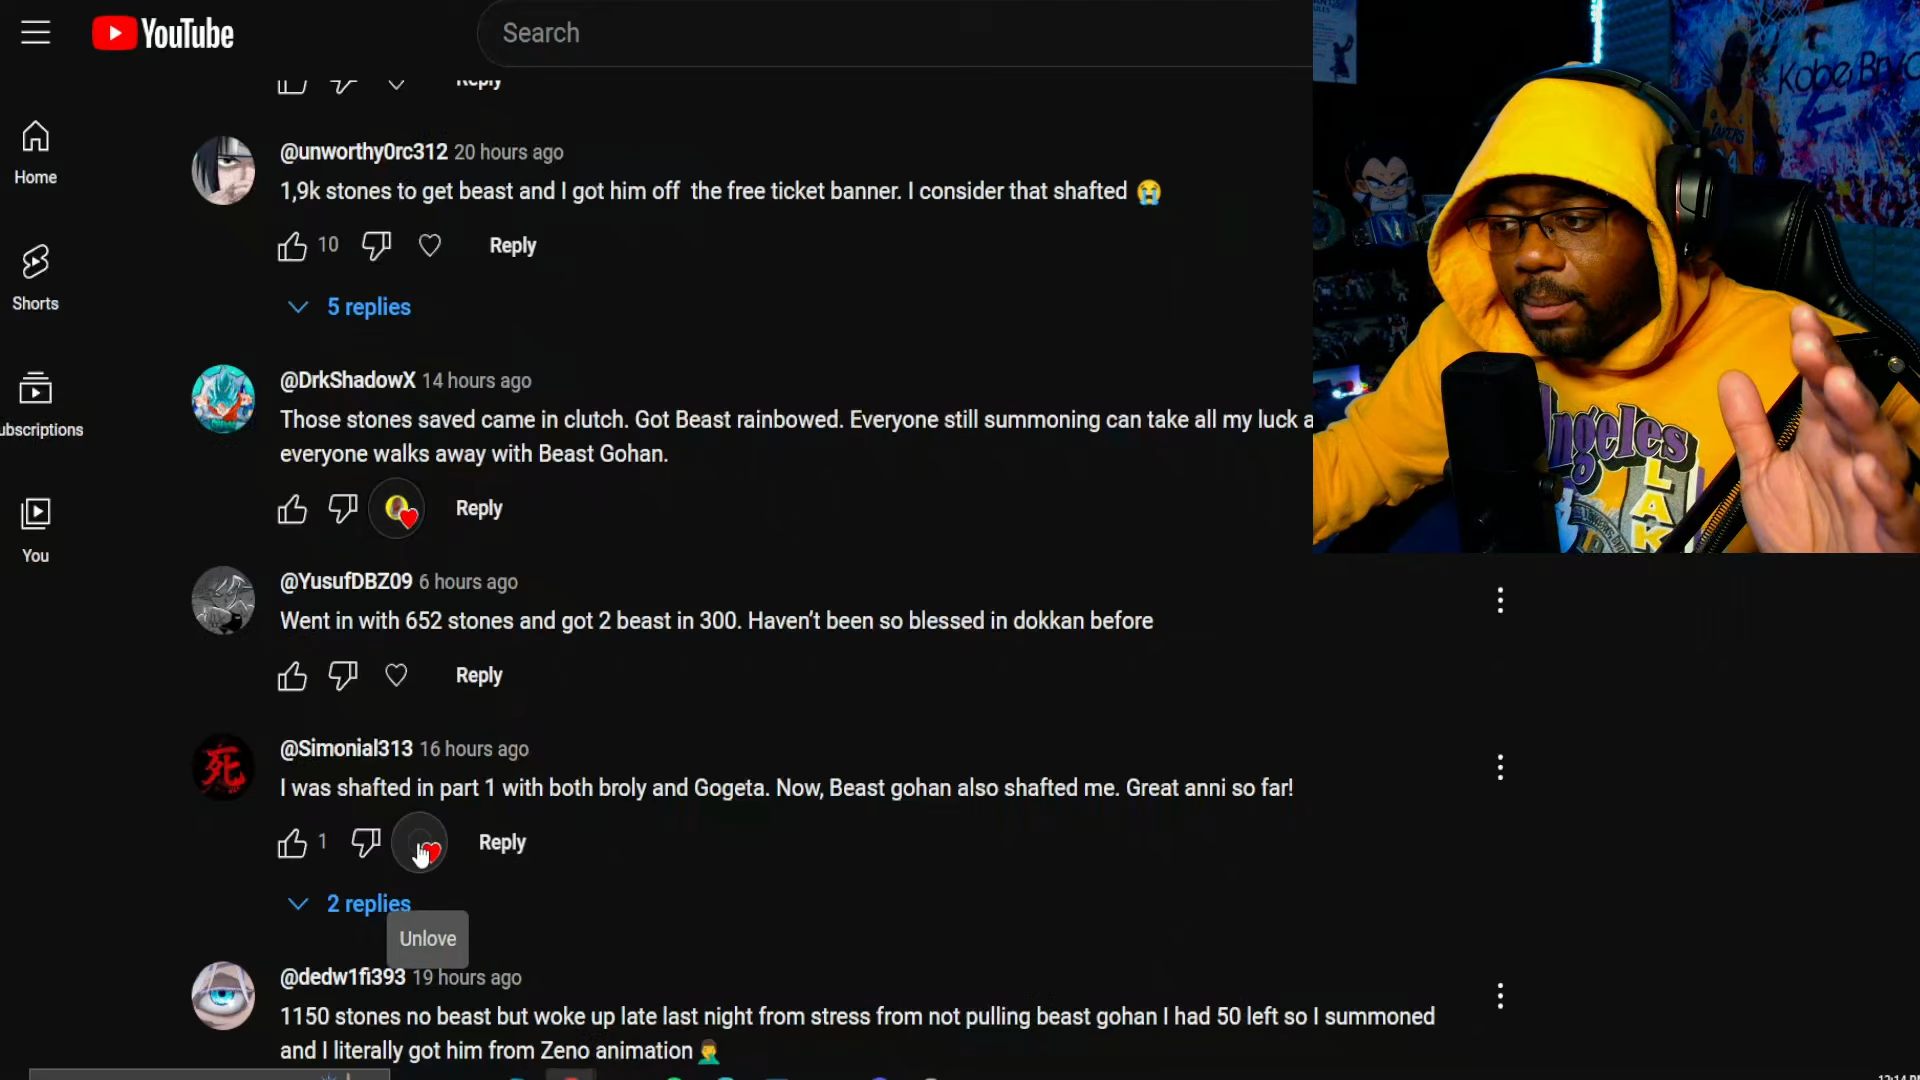 YouTube
Search
Kobe Brya
Reply
Home
Shorts
ubscriptions
You
@unworthy0rc312 20 hours ago
1,9k stones to get beast and I got him off the free ticket banner. I consider that shafted 😭
10 Reply
5 replies
@DrkShadowX 14 hours ago
Those stones saved came in clutch. Got Beast rainbowed. Everyone still summoning can take all my luck a
everyone walks away with Beast Gohan.
Reply
@YusufDBZ09 6 hours ago
Went in with 652 stones and got 2 beast in 300. Haven't been so blessed in dokkan before
Reply
@Simonial313 16 hours ago
死
I was shafted in part 1 with both broly and Gogeta. Now, Beast gohan also shafted me. Great anni so far!
1 Reply
2 replies
Unlove
@dedw1fi393 19 hours ago
1150 stones no beast but woke up late last night from stress from not pulling beast gohan I had 50 left so I summoned
and I literally got him from Zeno animation 🤦‍♂️
Angeles
LAK